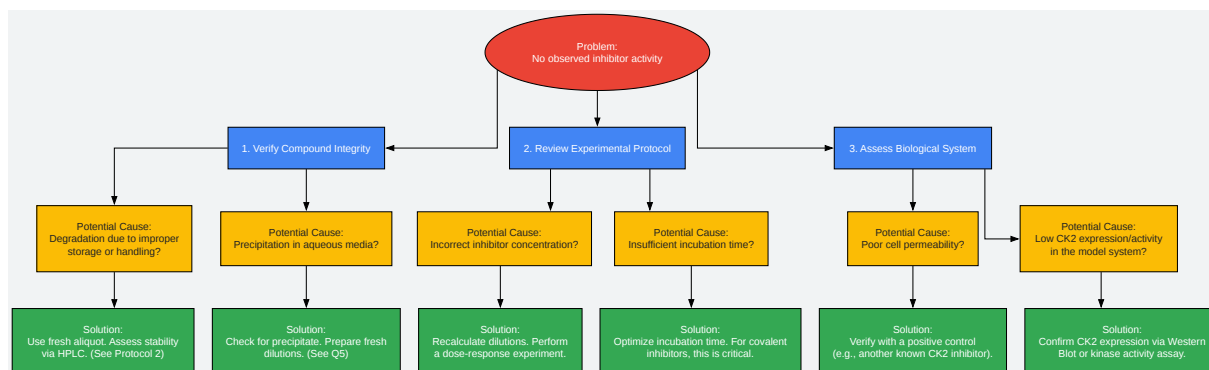 Problem:
No observed inhibitor activity
1. Verify Compound Integrity
2. Review Experimental Protocol
3. Assess Biological System
Potential Cause:
Degradation due to improper
storage or handling?
Potential Cause:
Precipitation in aqueous media?
Potential Cause:
Incorrect inhibitor concentration?
Potential Cause:
Insufficient incubation time?
Potential Cause:
Poor cell permeability?
Potential Cause:
Low CK2 expression/activity
in the model system?
Solution:
Use fresh aliquot. Assess stability
via HPLC. (See Protocol 2)
Solution:
Check for precipitate. Prepare fresh
dilutions. (See Q5)
Solution:
Recalculate dilutions. Perform
a dose-response experiment.
Solution:
Optimize incubation time. For covalent
inhibitors, this is critical.
Solution:
Verify with a positive control
(e.g., another known CK2 inhibitor).
Solution:
Confirm CK2 expression via Western
Blot or kinase activity assay.